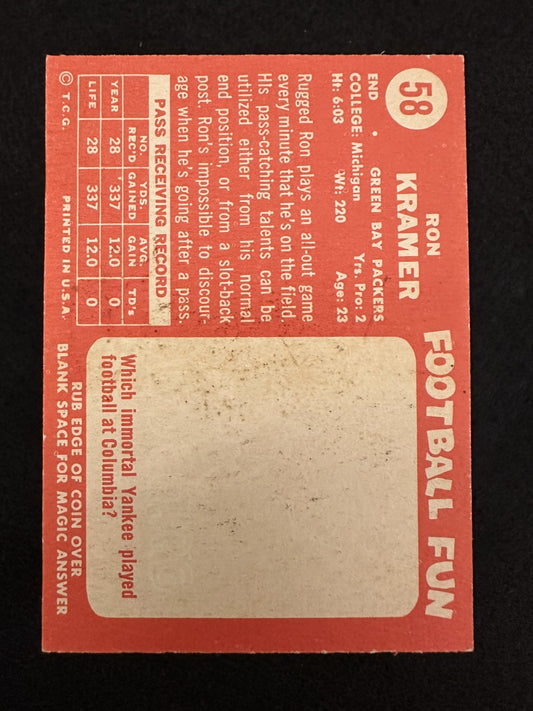 58
RON
KRAMER
END • GREEN BAY PACKERS
COLLEGE: Michigan Yrs. Pro: 2
Ht: 6:03 Wt: 220 Age: 23
Rugged Ron plays an all-out game
every minute that he's on the field.
His pass-catching talents can be
utilized either from his normal
end position, or from a slot-back
post. Ron's impossible to discour-
age when he's going after a pass.
PASS RECEIVING RECORD
NO. YDS. AVG.
REC'D GAINED GAIN TD's
YEAR 28 337 12.0 0
LIFE 28 337 12.0 0
© T.C.G. PRINTED IN U.S.A.
FOOTBALL FUN
Which immortal Yankee played
football at Columbia?
RUB EDGE OF COIN OVER
BLANK SPACE FOR MAGIC ANSWER